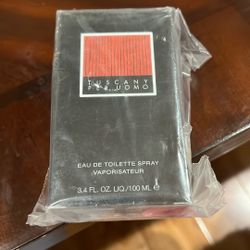 TUSCANY
PER UOMO
EAU DE TOILETTE SPRAY
VAPORISATEUR
3.4 FL. OZ. LIQ./100 ML ℮